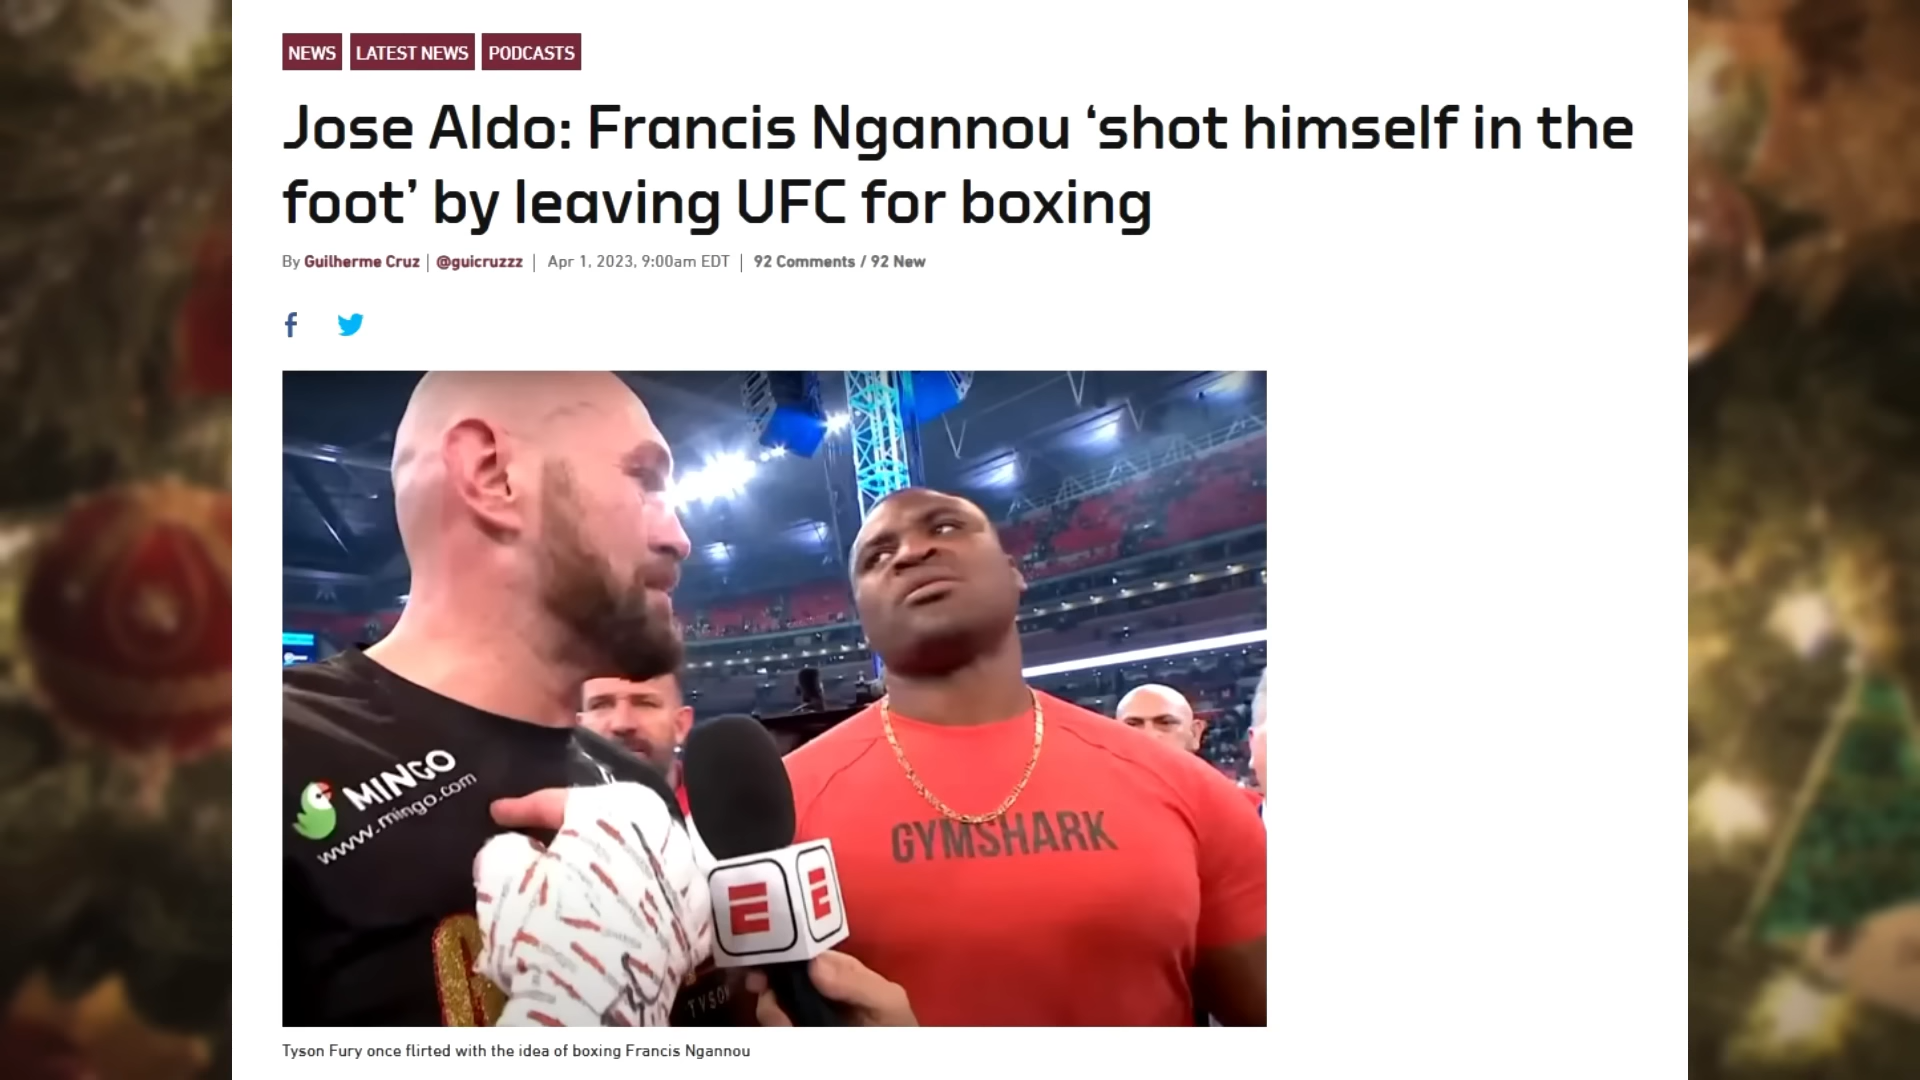 NEWS LATEST NEWS PODCASTS
Jose Aldo: Francis Ngannou ‘shot himself in the
foot’ by leaving UFC for boxing
By Guilherme Cruz | @guicruzzz | Apr 1, 2023, 9:00am EDT | 92 Comments / 92 New
MINGO
www.mingo.com
GYMSHARK
TYSON
Tyson Fury once flirted with the idea of boxing Francis Ngannou